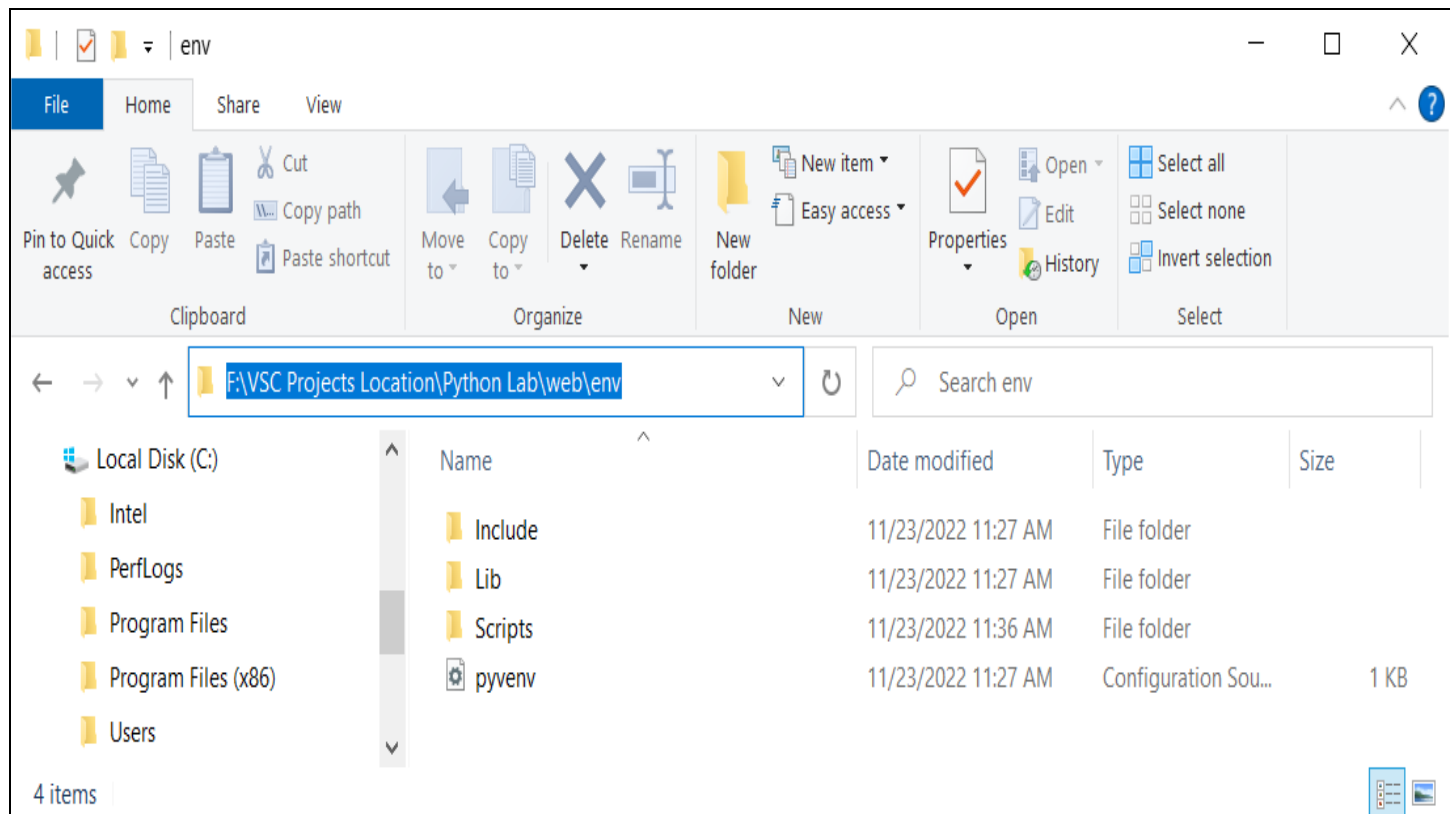 env
File Home Share View
Pin to Quick access
Copy
Paste
Cut
Copy path
Paste shortcut
Clipboard
Move to
Copy to
Delete
Rename
Organize
New folder
New item
Easy access
New
Properties
Open
Edit
History
Open
Select all
Select none
Invert selection
Select
F:\VSC Projects Location\Python Lab\web\env
Search env
Local Disk (C:)
Intel
PerfLogs
Program Files
Program Files (x86)
Users
Name Date modified Type Size
Include 11/23/2022 11:27 AM File folder
Lib 11/23/2022 11:27 AM File folder
Scripts 11/23/2022 11:36 AM File folder
pyvenv 11/23/2022 11:27 AM Configuration Sou... 1 KB
4 items